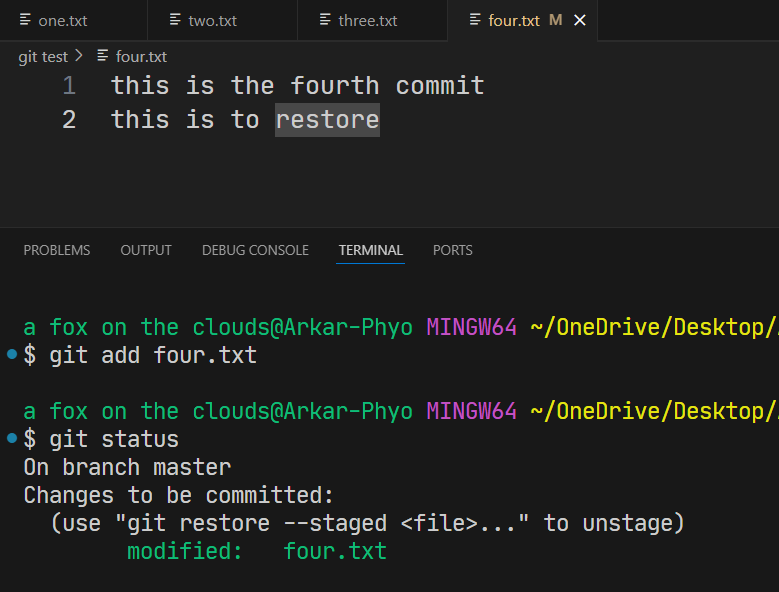 one.txt two.txt three.txt four.txt M
git test > four.txt
1 this is the fourth commit
2 this is to restore
PROBLEMS OUTPUT DEBUG CONSOLE TERMINAL PORTS
a fox on the clouds@Arkar-Phyo MINGW64 ~/OneDrive/Desktop/
$ git add four.txt
a fox on the clouds@Arkar-Phyo MINGW64 ~/OneDrive/Desktop/
$ git status
On branch master
Changes to be committed:
(use "git restore --staged <file>..." to unstage)
modified: four.txt